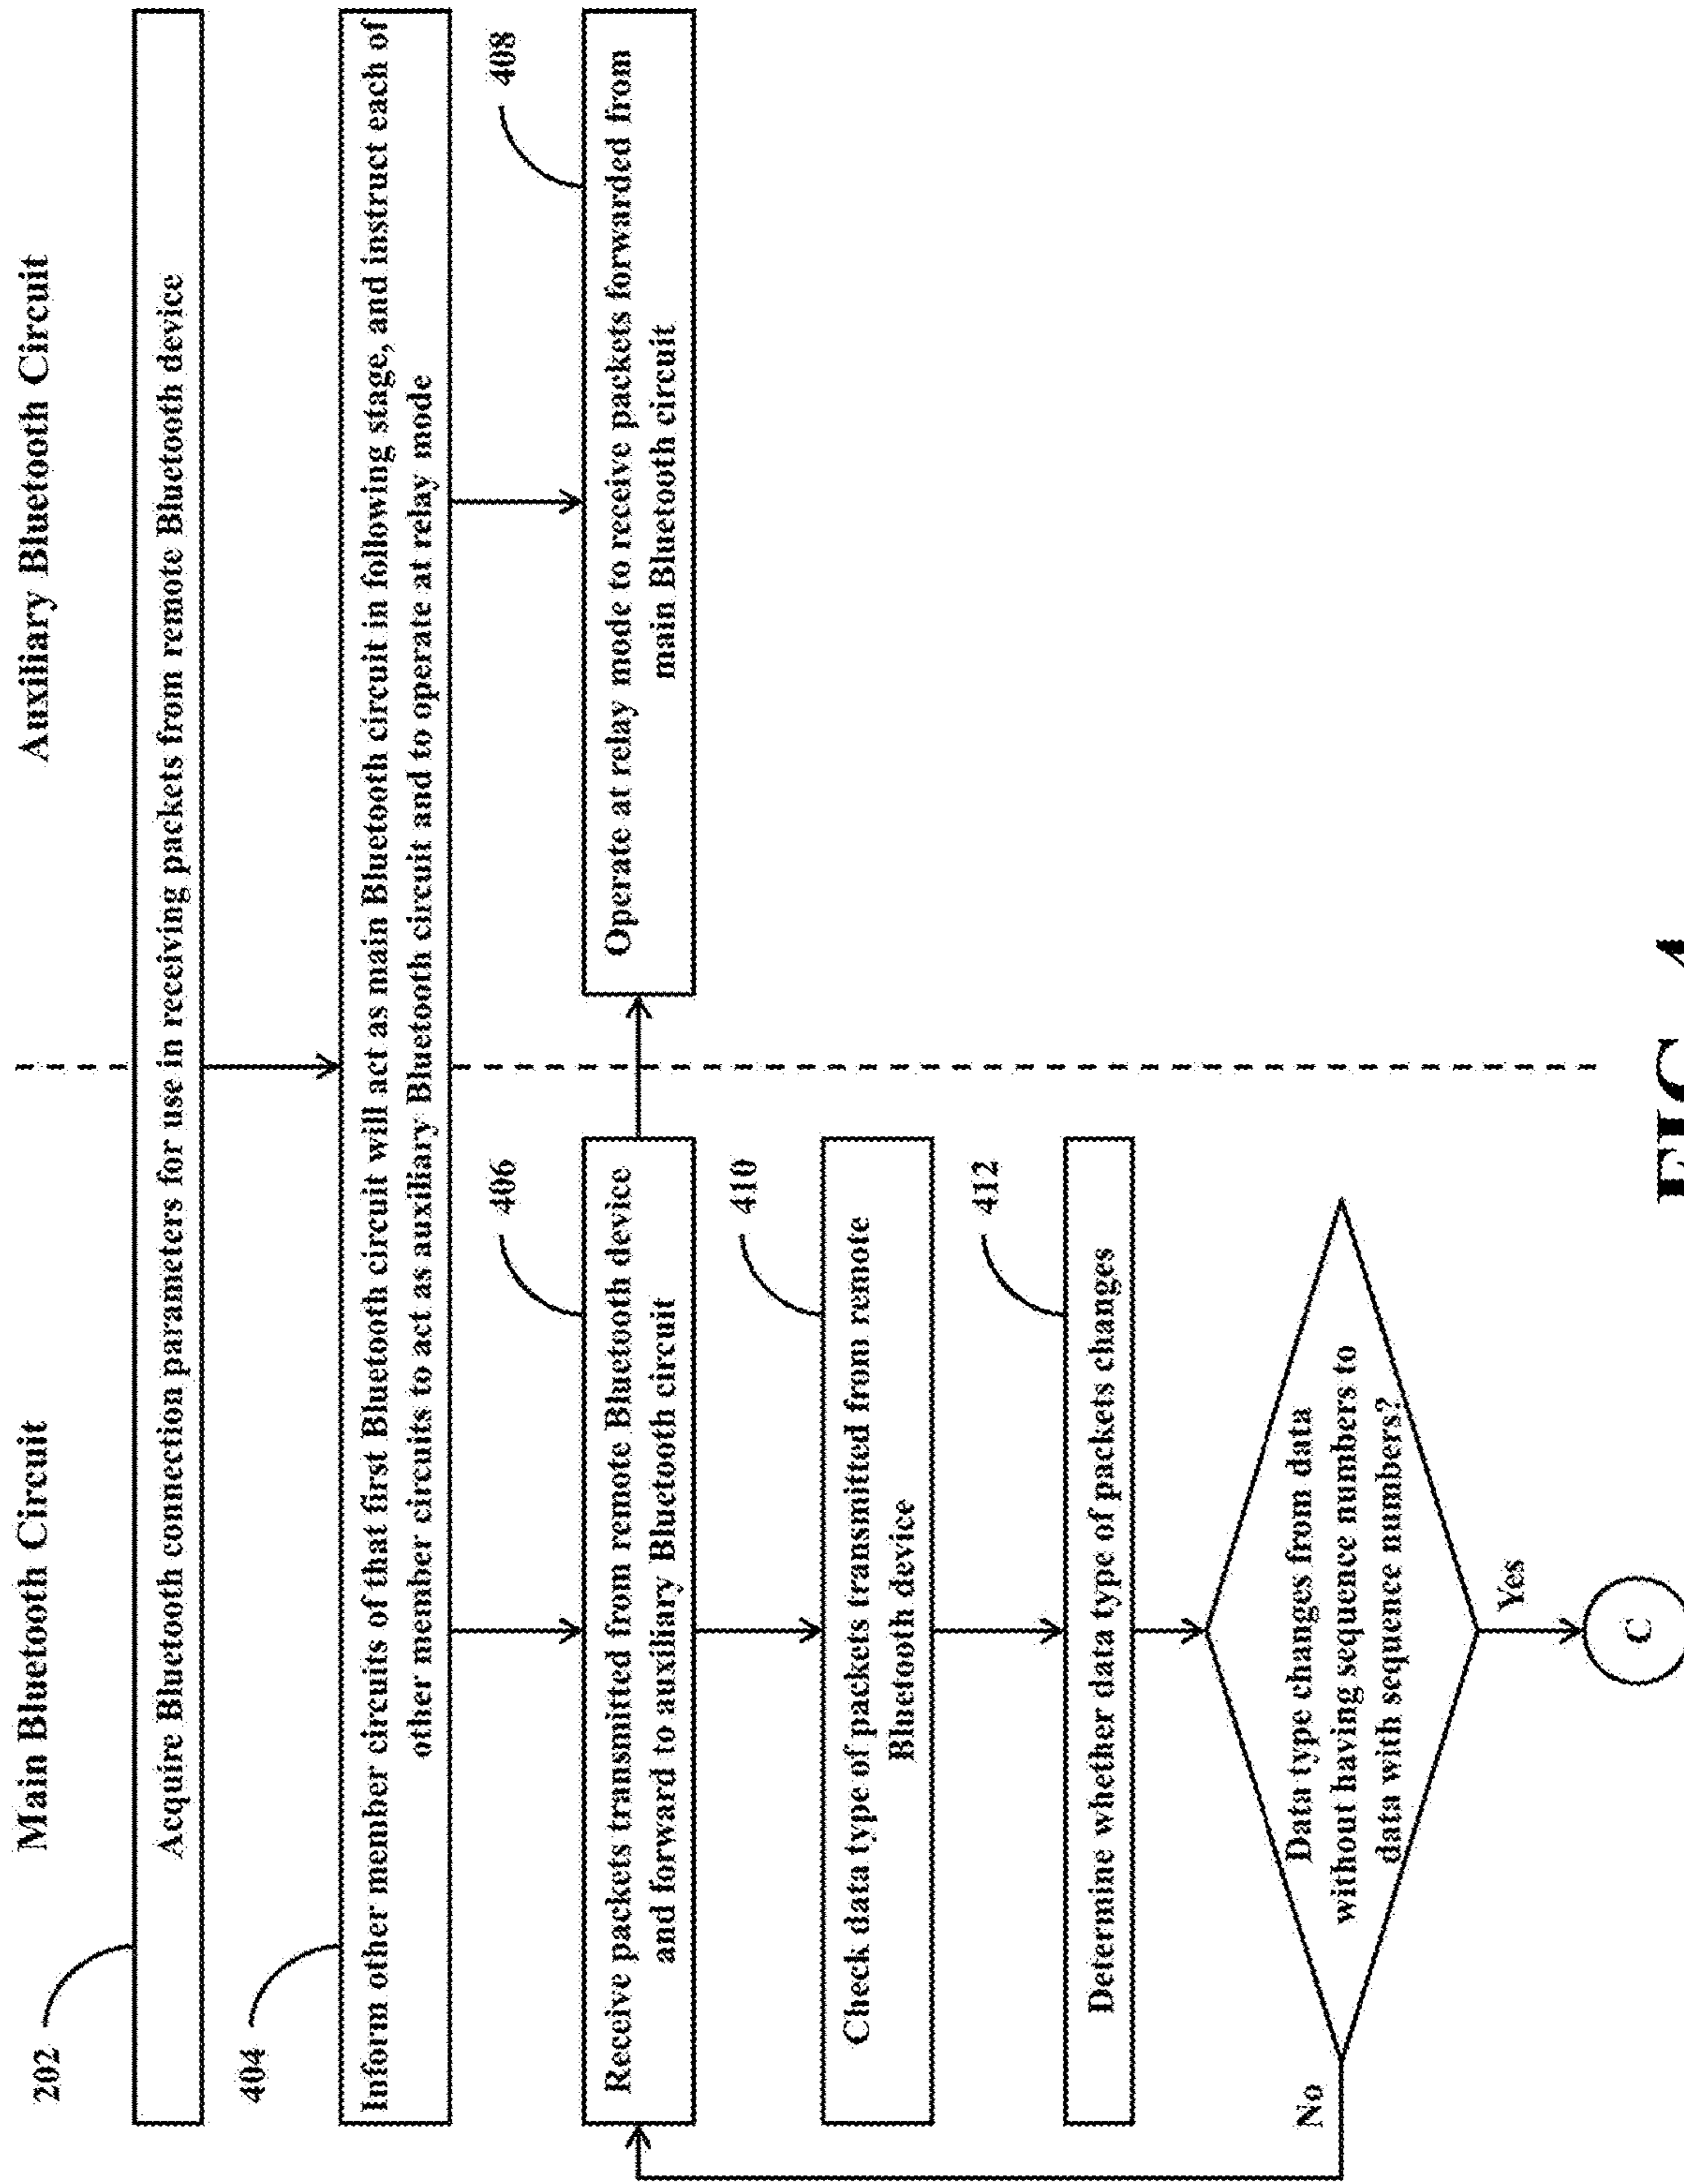 Main Bluetooth Circuit
Auxiliary Bluetooth Circuit
202
Acquire Bluetooth connection parameters for use in receiving packets from remote Bluetooth device
404
Inform other member circuits of that first Bluetooth circuit will act as main Bluetooth circuit in following stage, and instruct each of
other member circuits to act as auxiliary Bluetooth circuit and to operate at relay mode
406
Receive packets transmitted from remote Bluetooth device
and forward to auxiliary Bluetooth circuit
408
Operate at relay mode to receive packets forwarded from
main Bluetooth circuit
410
Check data type of packets transmitted from remote
Bluetooth device
412
Determine whether data type of packets changes
Data type changes from data
without having sequence numbers to
data with sequence numbers?
No
Yes
C